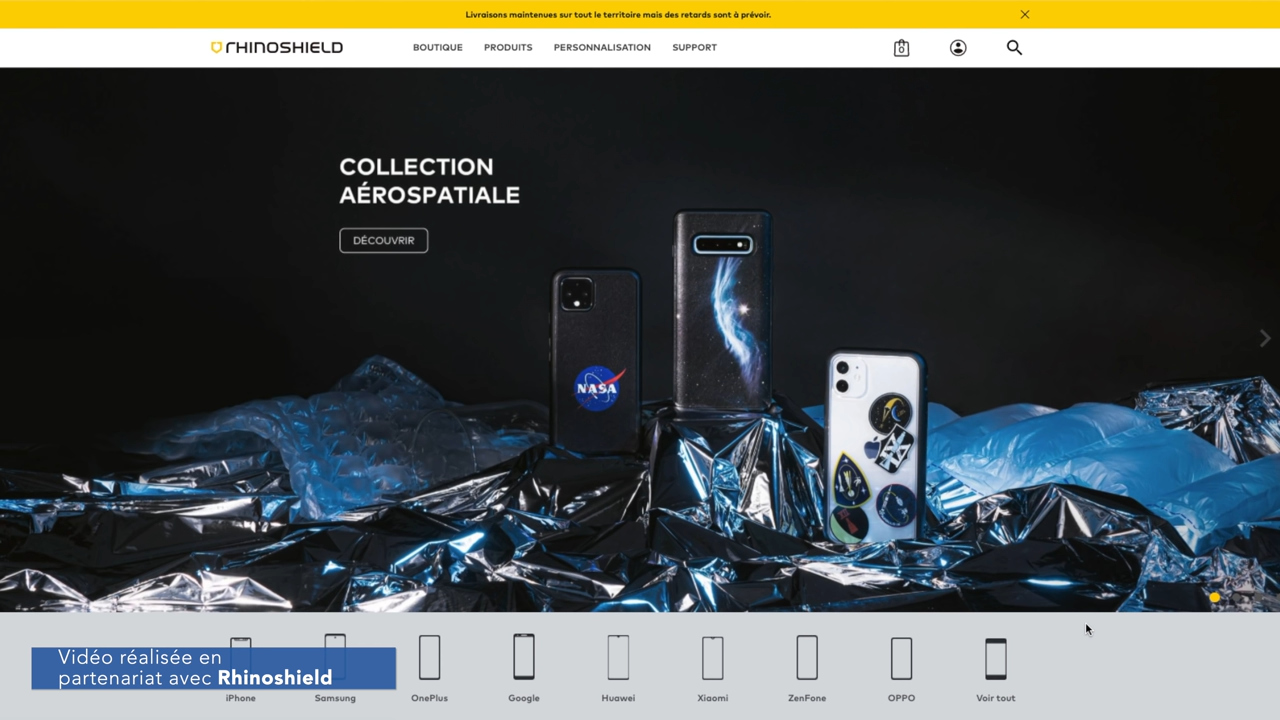 Livraisons maintenues sur tout le territoire mais des retards sont à prévoir.
RHINOSHIELD
BOUTIQUE PRODUITS PERSONNALISATION SUPPORT
0
COLLECTION
AÉROSPATIALE
DÉCOUVRIR
NASA
Vidéo réalisée en
partenariat avec Rhinoshield
iPhone Samsung OnePlus Google Huawei Xiaomi ZenFone OPPO Voir tout